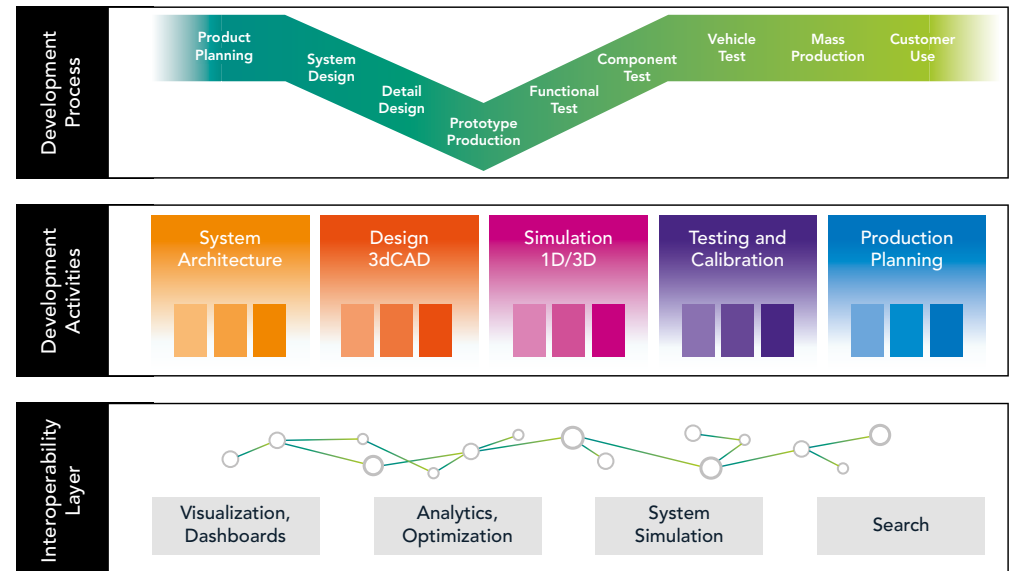 Development
Process
Product
Planning
System
Design
Detail
Design
Prototype
Production
Functional
Test
Component
Test
Vehicle
Test
Mass
Production
Customer
Use
Development
Activities
System
Architecture
Design
3dCAD
Simulation
1D/3D
Testing and
Calibration
Production
Planning
Interoperability
Layer
Visualization,
Dashboards
Analytics,
Optimization
System
Simulation
Search